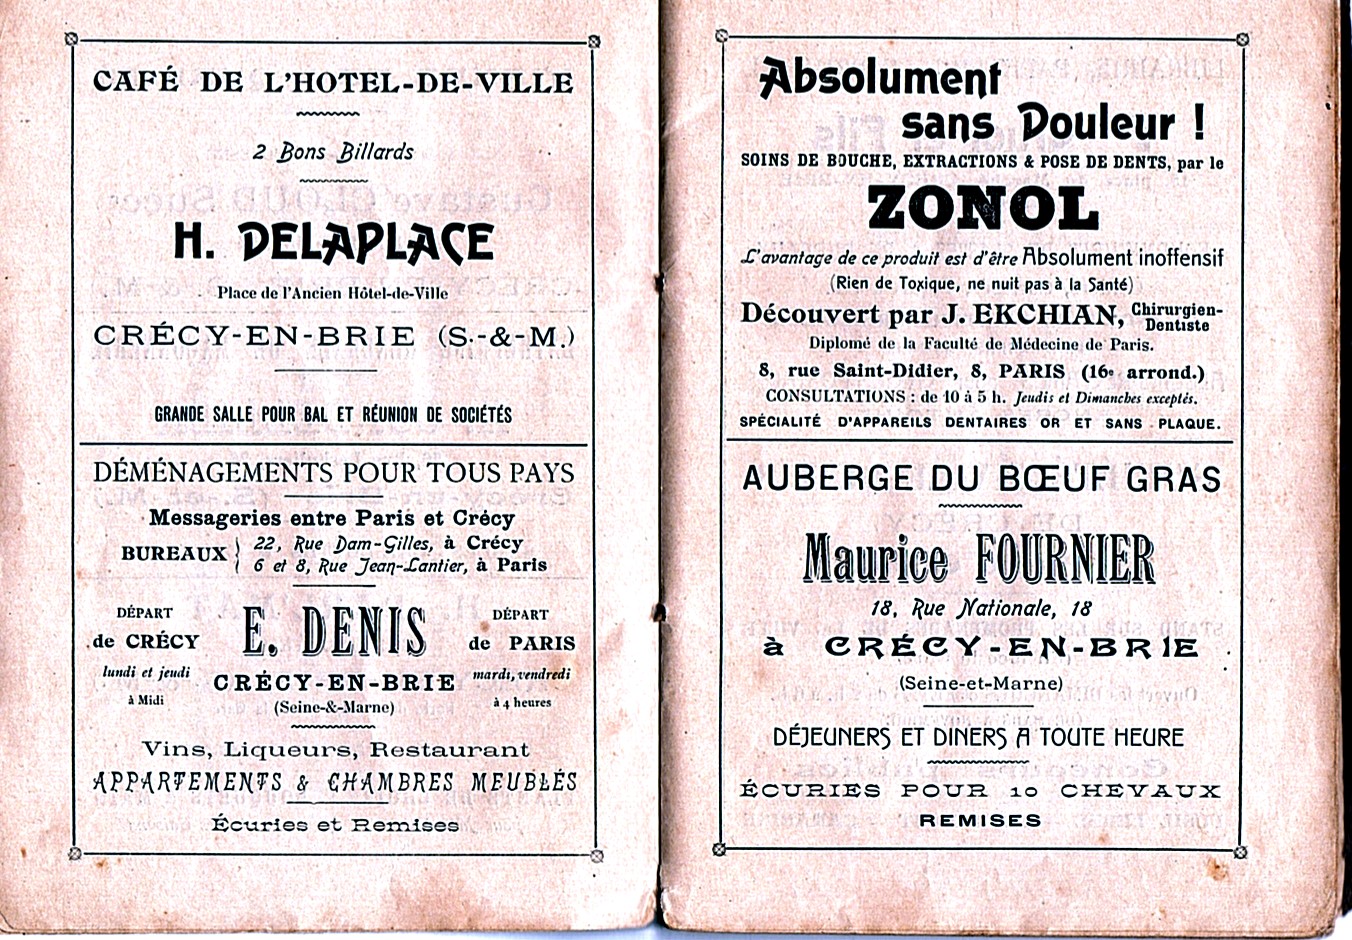 CAFÉ DE L'HOTEL-DE-VILLE
2 Bons Billards
H. DELAPLACE
Place de l'Ancien Hôtel-de-Ville
CRÉCY-EN-BRIE (S.-&-M.)
GRANDE SALLE POUR BAL ET RÉUNION DE SOCIÉTÉS
DÉMÉNAGEMENTS POUR TOUS PAYS
Messageries entre Paris et Crécy
BUREAUX
22, Rue Dam-Gilles, à Crécy
6 et 8, Rue Jean-Lantier, à Paris
DÉPART
de CRÉCY
lundi et jeudi
à Midi
E. DENIS
CRÉCY-EN-BRIE
(Seine-&-Marne)
DÉPART
de PARIS
mardi, vendredi
à 4 heures
Vins, Liqueurs, Restaurant
APPARTEMENTS & CHAMBRES MEUBLÉS
Écuries et Remises
Absolument
sans Douleur !
SOINS DE BOUCHE, EXTRACTIONS & POSE DE DENTS, par le
ZONOL
L'avantage de ce produit est d'être Absolument inoffensif
(Rien de Toxique, ne nuit pas à la Santé)
Découvert par J. EKCHIAN, Chirurgien-Dentiste
Diplomé de la Faculté de Médecine de Paris.
8, rue Saint-Didier, 8, PARIS (16e arrond.)
CONSULTATIONS : de 10 à 5 h. Jeudis et Dimanches exceptés.
SPÉCIALITÉ D'APPAREILS DENTAIRES OR ET SANS PLAQUE.
AUBERGE DU BŒUF GRAS
Maurice FOURNIER
18, Rue Nationale, 18
à CRÉCY-EN-BRIE
(Seine-et-Marne)
DÉJEUNERS ET DINERS A TOUTE HEURE
ÉCURIES POUR 10 CHEVAUX
REMISES